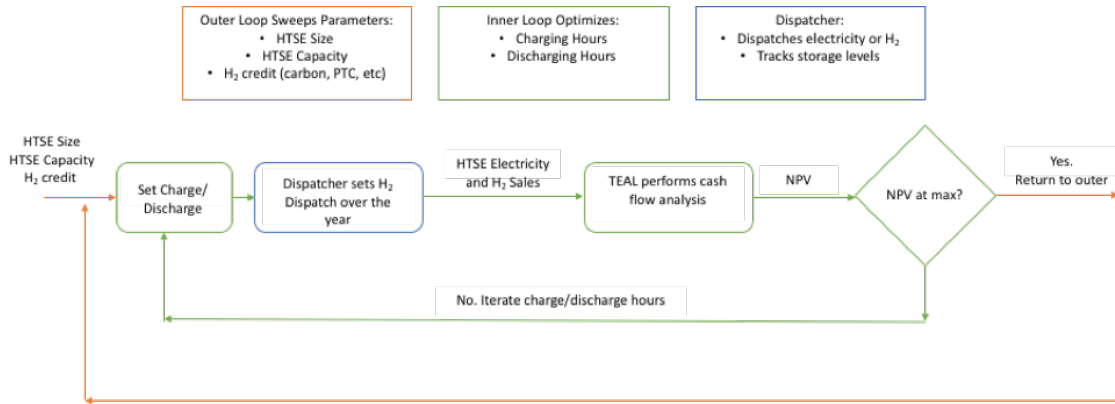 Outer Loop Sweeps Parameters:
• HTSE Size
• HTSE Capacity
• H₂ credit (carbon, PTC, etc)
Inner Loop Optimizes:
• Charging Hours
• Discharging Hours
Dispatcher:
• Dispatches electricity or H₂
• Tracks storage levels
HTSE Size
HTSE Capacity
H₂ credit
Set Charge/
Discharge
Dispatcher sets H₂
Dispatch over the
year
HTSE Electricity
and H₂ Sales
TEAL performs cash
flow analysis
NPV
NPV at max?
Yes.
Return to outer
No. Iterate charge/discharge hours